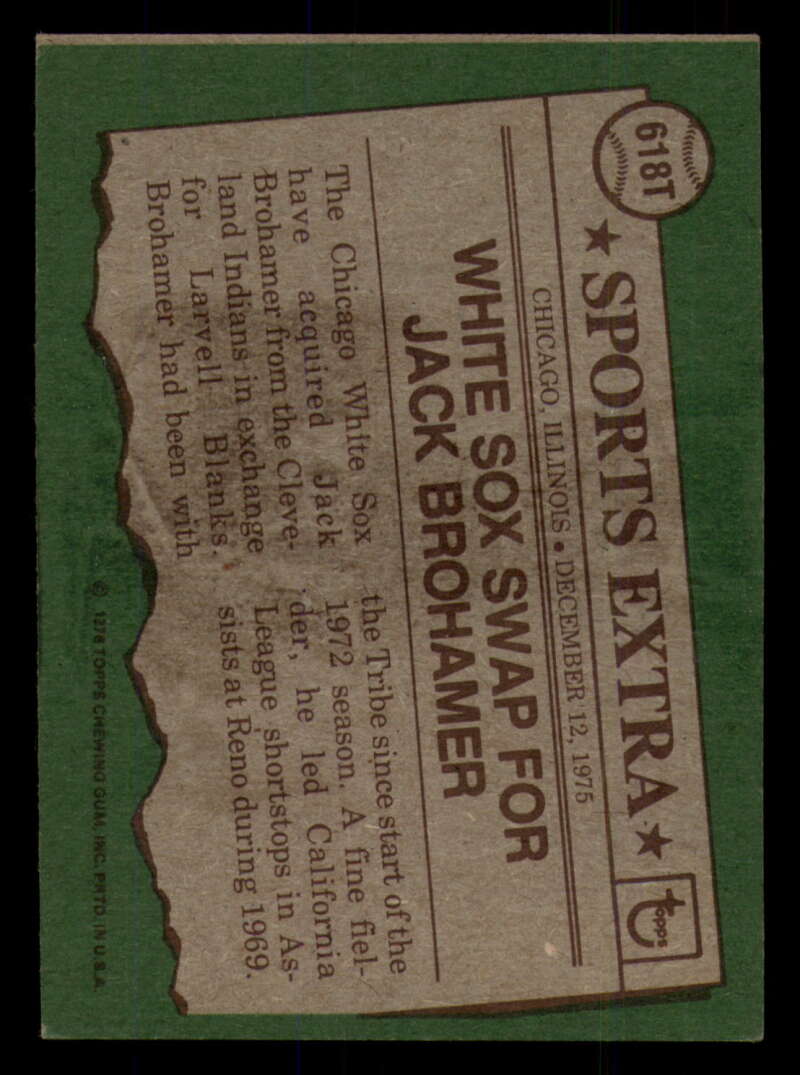 618T
★ SPORTS EXTRA ★
topps
CHICAGO, ILLINOIS • DECEMBER 12, 1975
WHITE SOX SWAP FOR
JACK BROHAMER
The Chicago White Sox
have acquired Jack
Brohamer from the Cleve-
land Indians in exchange
for Larvell Blanks.
Brohamer had been with
the Tribe since start of the
1972 season. A fine fiel-
der, he led California
League shortstops in As-
sists at Reno during 1969.
© 1976 TOPPS CHEWING GUM, INC. PRTD. IN U.S.A.